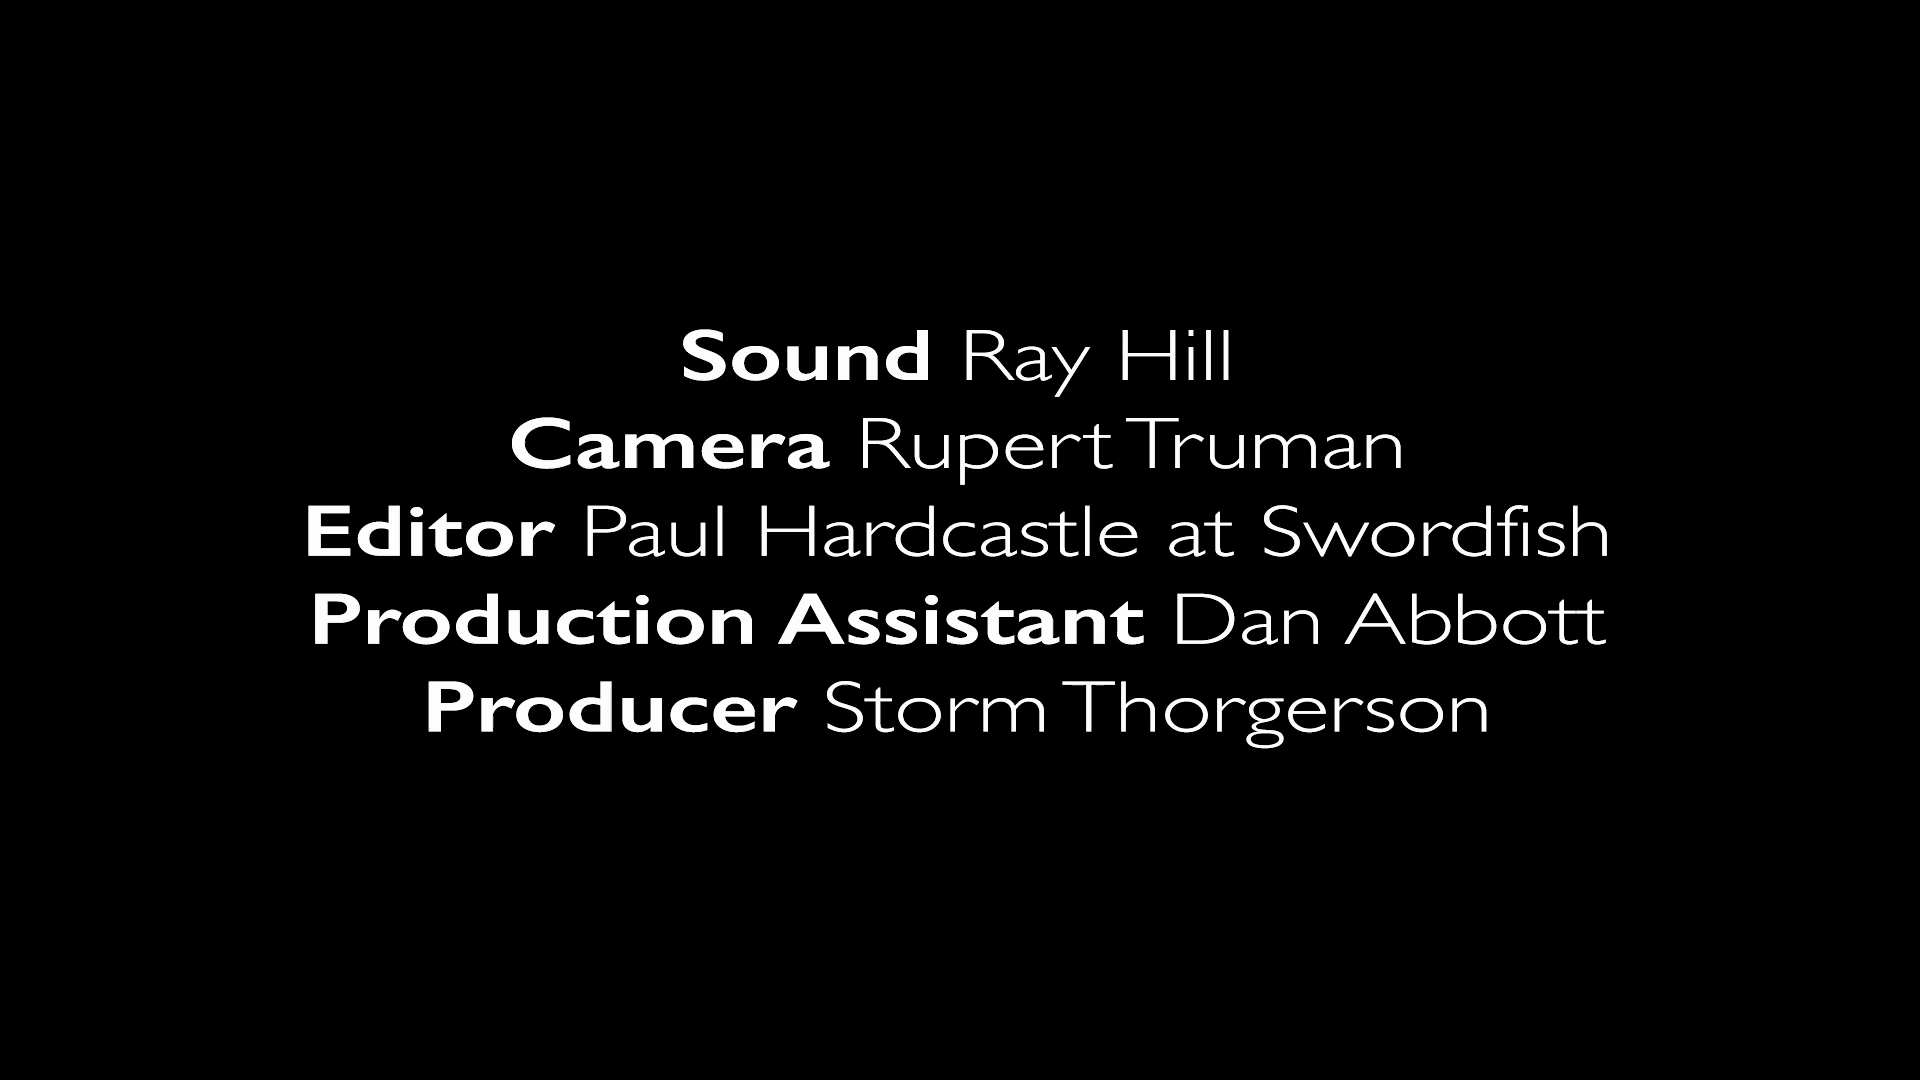 Sound Ray Hill
Camera Rupert Truman
Editor Paul Hardcastle at Swordfish
Production Assistant Dan Abbott
Producer Storm Thorgerson